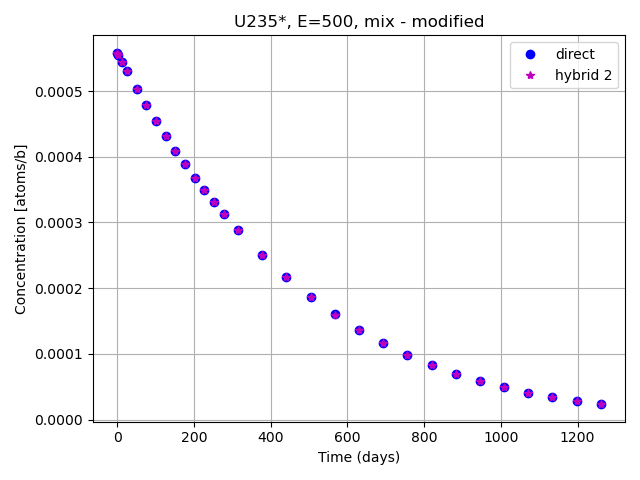 U235*, E=500, mix - modified
direct
hybrid 2
Concentration [atoms/b]
0.0005
0.0004
0.0003
0.0002
0.0001
0.0000
0 200 400 600 800 1000 1200
Time (days)